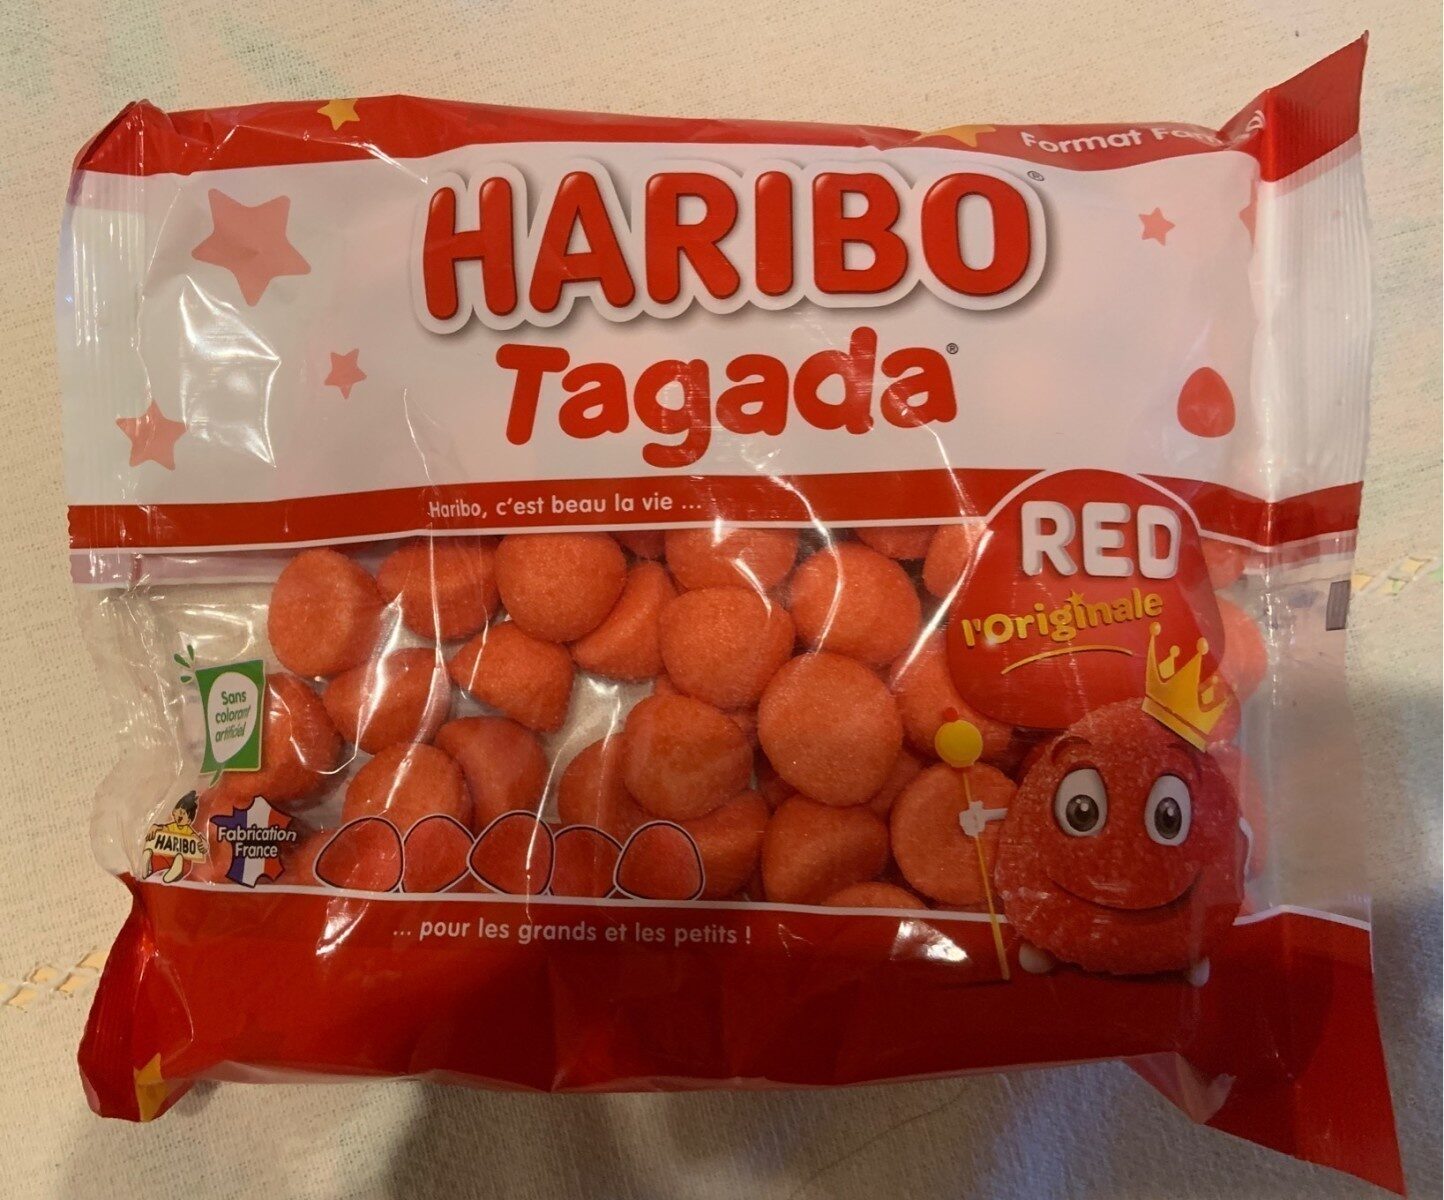 Format
HARIBO®
Tagada®
Haribo, c'est beau la vie ...
RED
l'Originale
Sans
colorant
artificiel
HARIBO
Fabrication
France
... pour les grands et les petits !